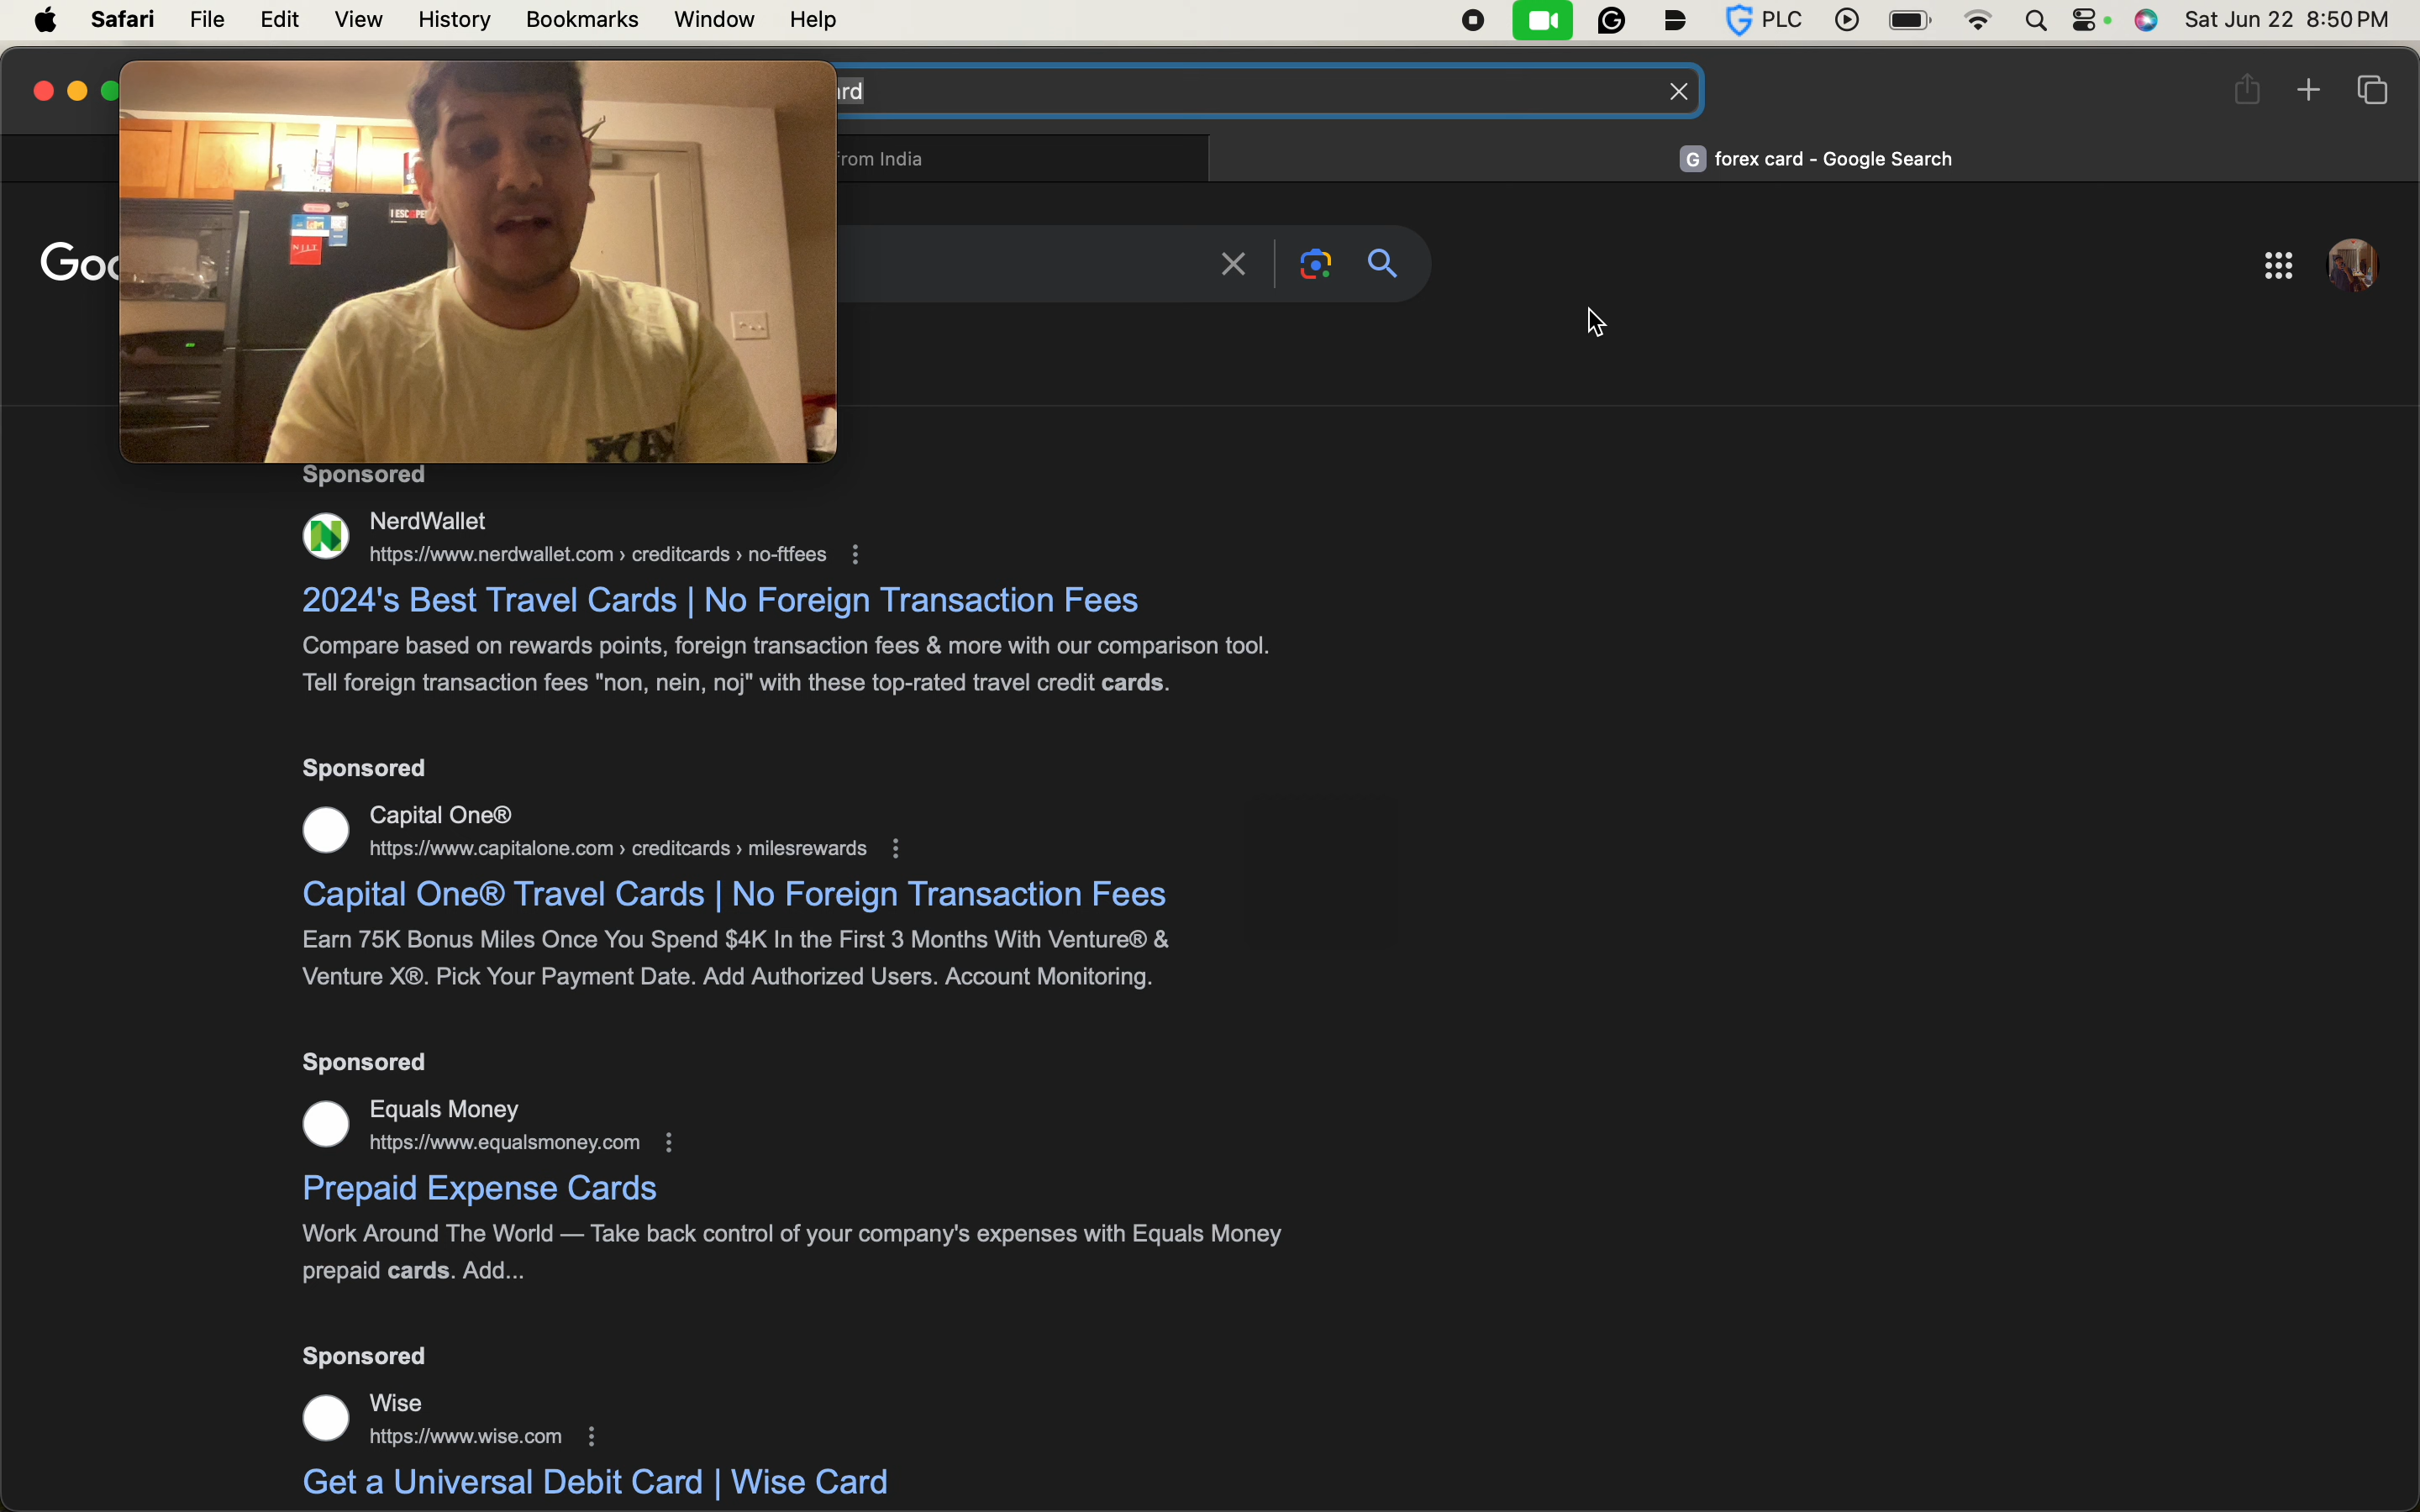 Safari File Edit View History Bookmarks Window Help PLC Sat Jun 22 8:50 PM
from India
G forex card - Google Search
I ESC
NJIT
Sponsored
NerdWallet
https://www.nerdwallet.com › creditcards › no-ftfees
2024's Best Travel Cards | No Foreign Transaction Fees
Compare based on rewards points, foreign transaction fees & more with our comparison tool.
Tell foreign transaction fees "non, nein, noj" with these top-rated travel credit cards.
Sponsored
Capital One®
https://www.capitalone.com › creditcards › milesrewards
Capital One® Travel Cards | No Foreign Transaction Fees
Earn 75K Bonus Miles Once You Spend $4K In the First 3 Months With Venture® &
Venture X®. Pick Your Payment Date. Add Authorized Users. Account Monitoring.
Sponsored
Equals Money
https://www.equalsmoney.com
Prepaid Expense Cards
Work Around The World — Take back control of your company's expenses with Equals Money
prepaid cards. Add...
Sponsored
Wise
https://www.wise.com
Get a Universal Debit Card | Wise Card